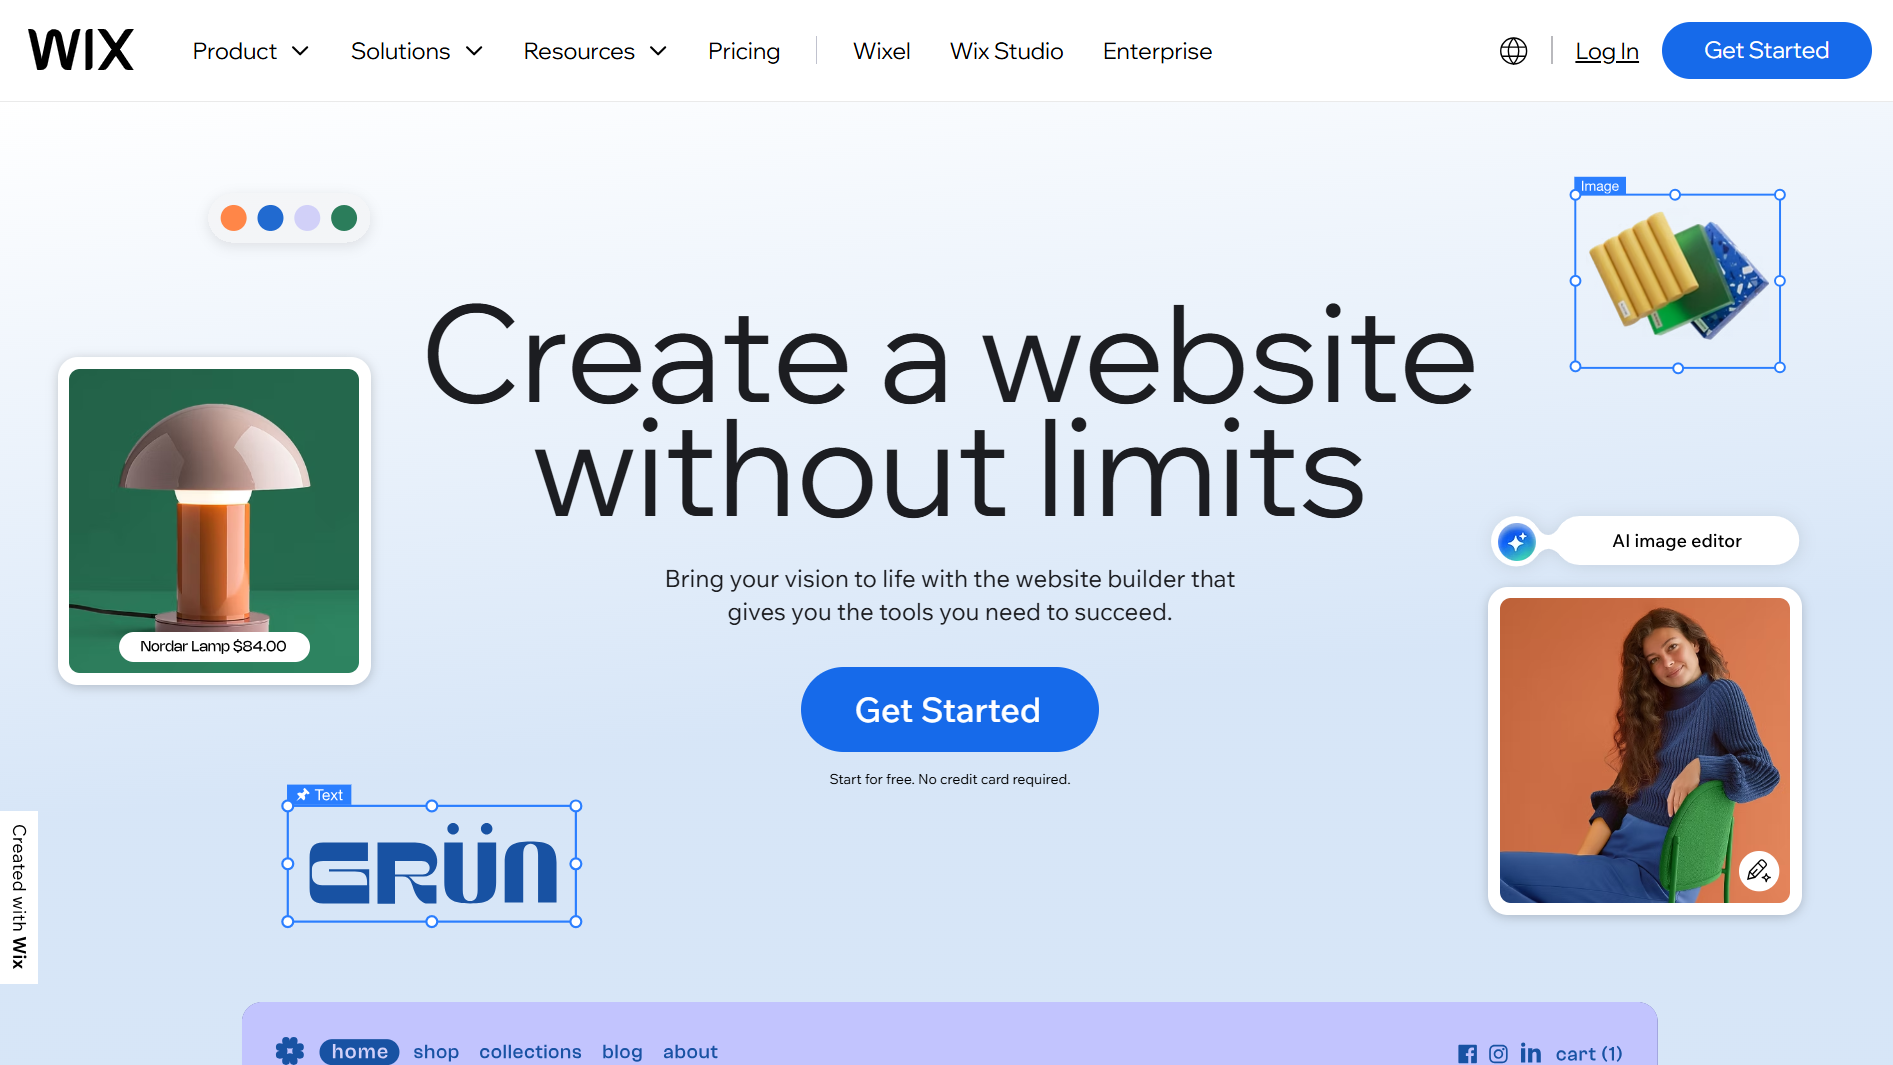 WIX
Product
Solutions
Resources
Pricing
Wixel
Wix Studio
Enterprise
Log In
Get Started
Image
Create a website
without limits
Nordar Lamp $84.00
AI image editor
Bring your vision to life with the website builder that
gives you the tools you need to succeed.
Get Started
Start for free. No credit card required.
Text
GRÜN
Created with Wix
home
shop
collections
blog
about
in
cart (1)